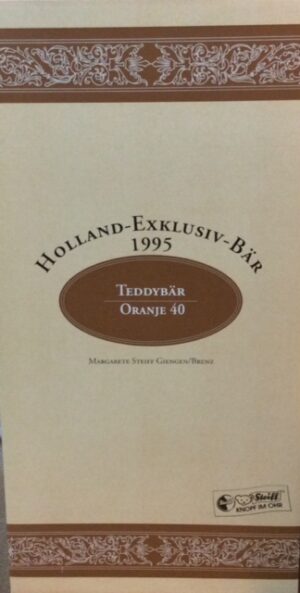 HOLLAND-EXKLUSIV-BÄR
1995
TEDDYBÄR
ORANJE 40
MARGARETE STEIFF GIENGEN/BRENZ
Steiff
KNOPF IM OHR